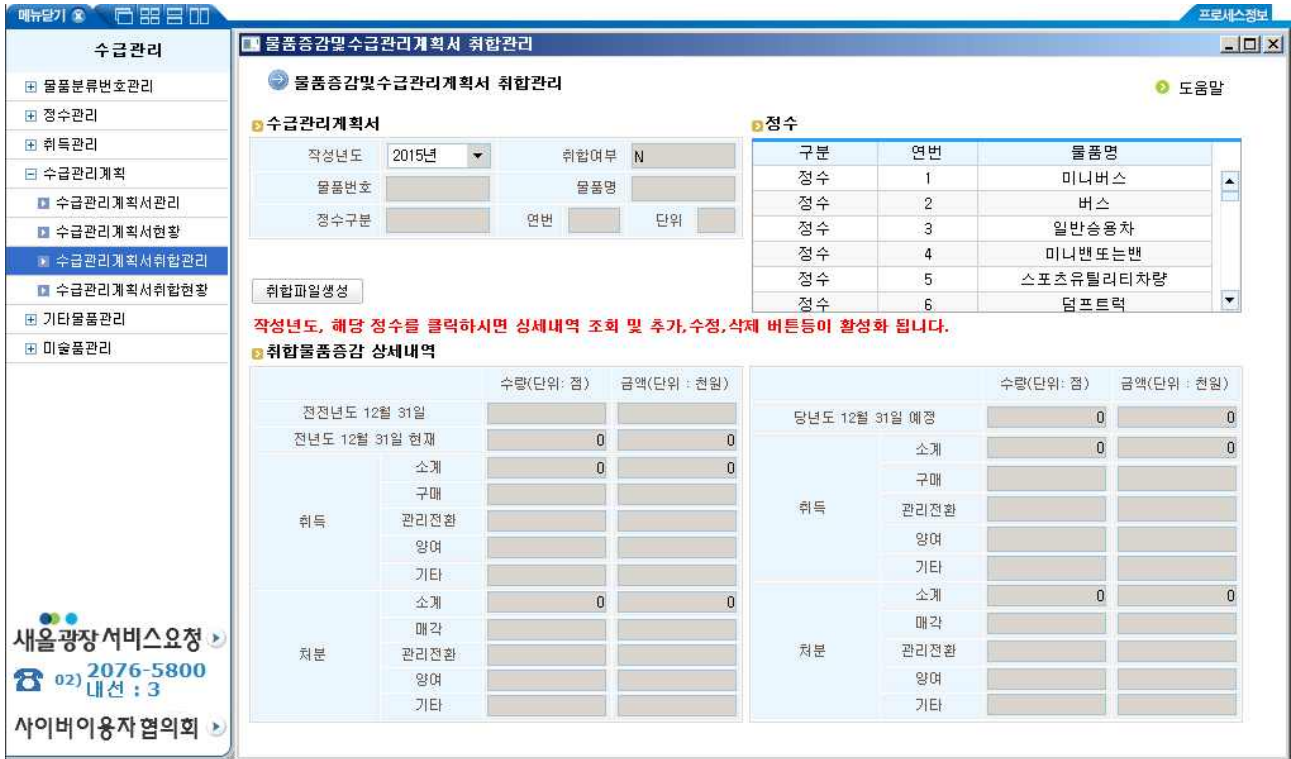 메뉴닫기
프로세스정보
수급관리
물품분류번호관리
정수관리
취득관리
수급관리계획
수급관리계획서관리
수급관리계획서현황
수급관리계획서취합관리
수급관리계획서취합현황
기타물품관리
미술품관리
새올광장 서비스요청
02) 2076-5800
내선 : 3
사이버이용자협의회
물품증감및수급관리계획서 취합관리
물품증감및수급관리계획서 취합관리
도움말
수급관리계획서
작성년도 2015년 취합여부 N
물품번호 물품명
정수구분 연번 단위
정수
구분 연번 물품명
정수 1 미니버스
정수 2 버스
정수 3 일반승용차
정수 4 미니밴또는밴
정수 5 스포츠유틸리티차량
정수 6 덤프트럭
취합파일생성
작성년도, 해당 정수를 클릭하시면 상세내역 조회 및 추가,수정,삭제 버튼등이 활성화 됩니다.
취합물품증감 상세내역
수량(단위: 점) 금액(단위 : 천원)
전전년도 12월 31일
전년도 12월 31일 현재 0 0
취득
소계 0 0
구매
관리전환
양여
기타
처분
소계 0 0
매각
관리전환
양여
기타
수량(단위: 점) 금액(단위 : 천원)
당년도 12월 31일 예정 0 0
취득
소계 0 0
구매
관리전환
양여
기타
처분
소계 0 0
매각
관리전환
양여
기타